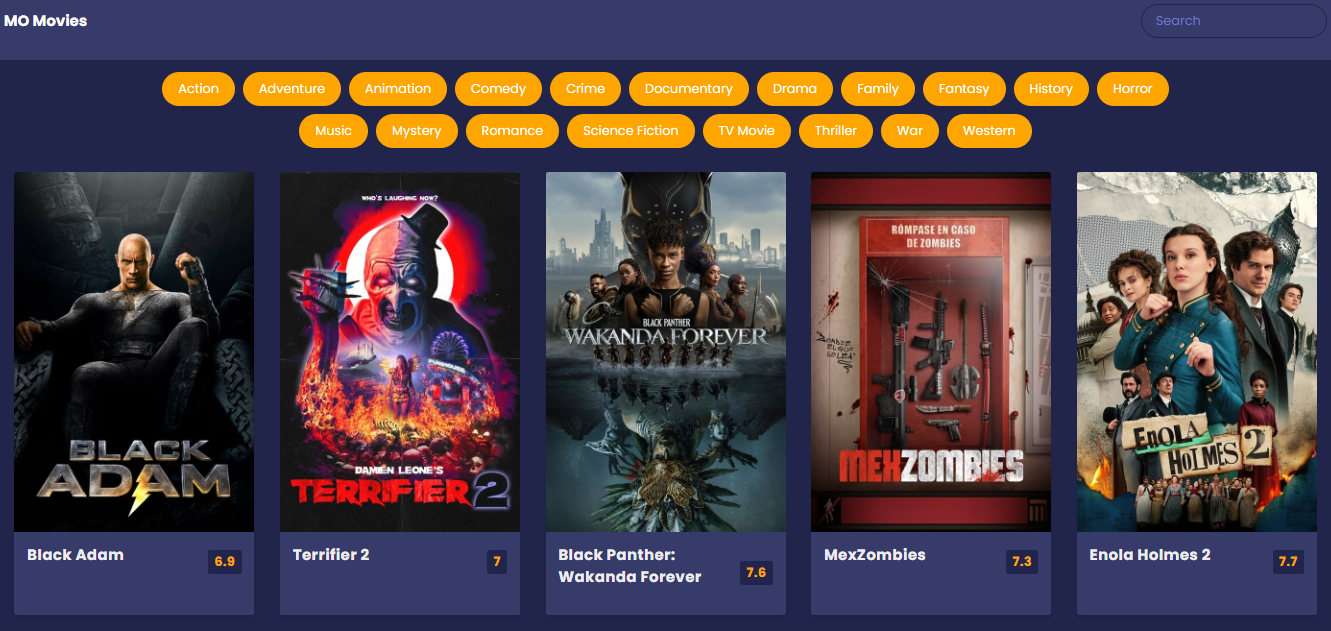 MO Movies
Search
Action Adventure Animation Comedy Crime Documentary Drama Family Fantasy History Horror
Music Mystery Romance Science Fiction TV Movie Thriller War Western
BLACK
ADAM
WHO'S LAUGHING NOW?
DAMIEN LEONE'S
TERRIFIER 2
BLACK PANTHER
WAKANDA FOREVER
RÓMPASE EN CASO
DE ZOMBIES
MEXZOMBIES
ENOLA
HOLMES 2
Black Adam
6.9
Terrifier 2
7
Black Panther:
Wakanda Forever
7.6
MexZombies
7.3
Enola Holmes 2
7.7